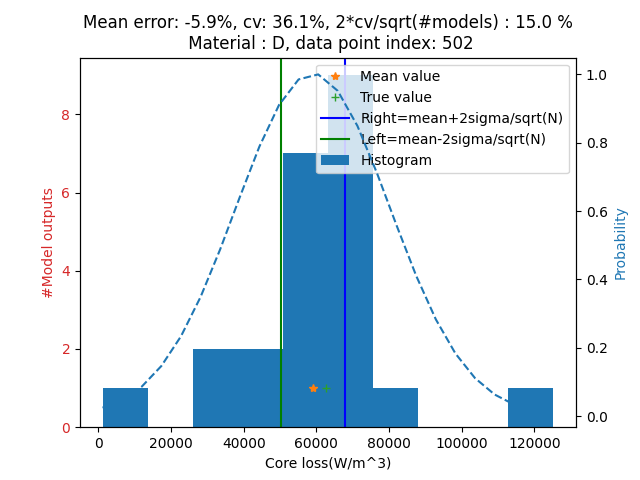 Mean error: -5.9%, cv: 36.1%, 2*cv/sqrt(#models) : 15.0 %
Material : D, data point index: 502
Mean value
True value
Right=mean+2sigma/sqrt(N)
Left=mean-2sigma/sqrt(N)
Histogram
#Model outputs
8
6
4
2
0
1.0
0.8
0.6
0.4
0.2
0.0
Probability
0 20000 40000 60000 80000 100000 120000
Core loss(W/m^3)